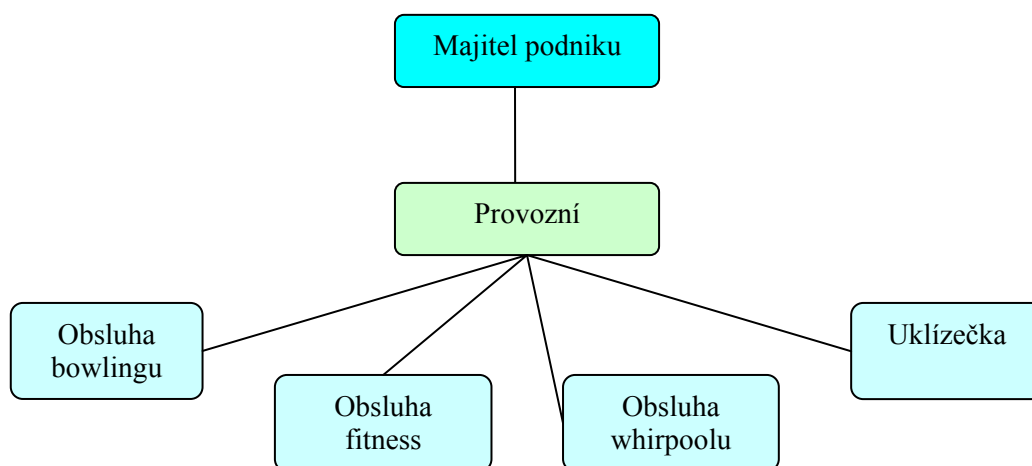 Majitel podniku
Provozní
Obsluha
bowlingu
Obsluha
fitness
Obsluha
whirpoolu
Uklízečka